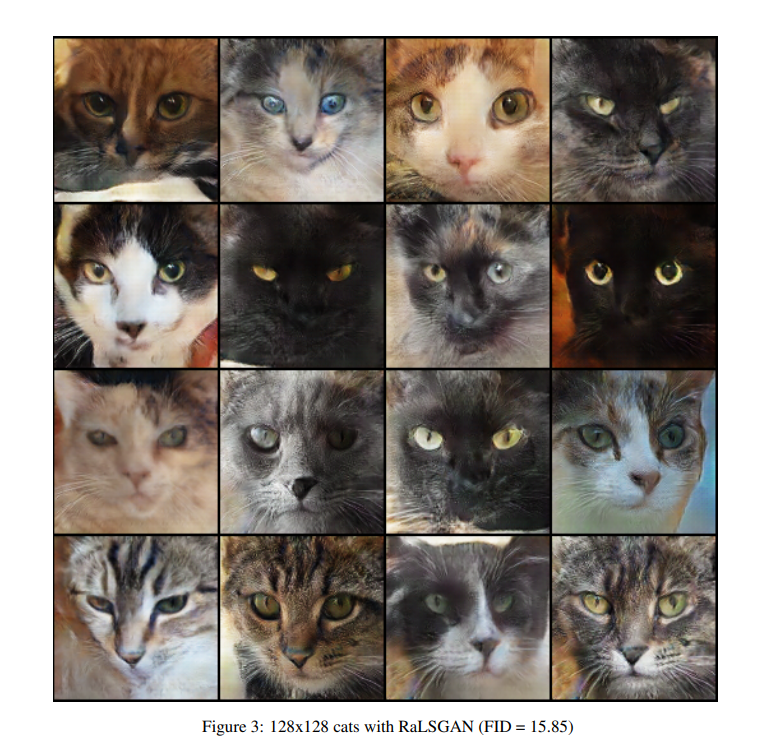 Figure 3: 128x128 cats with RaLSGAN (FID = 15.85)